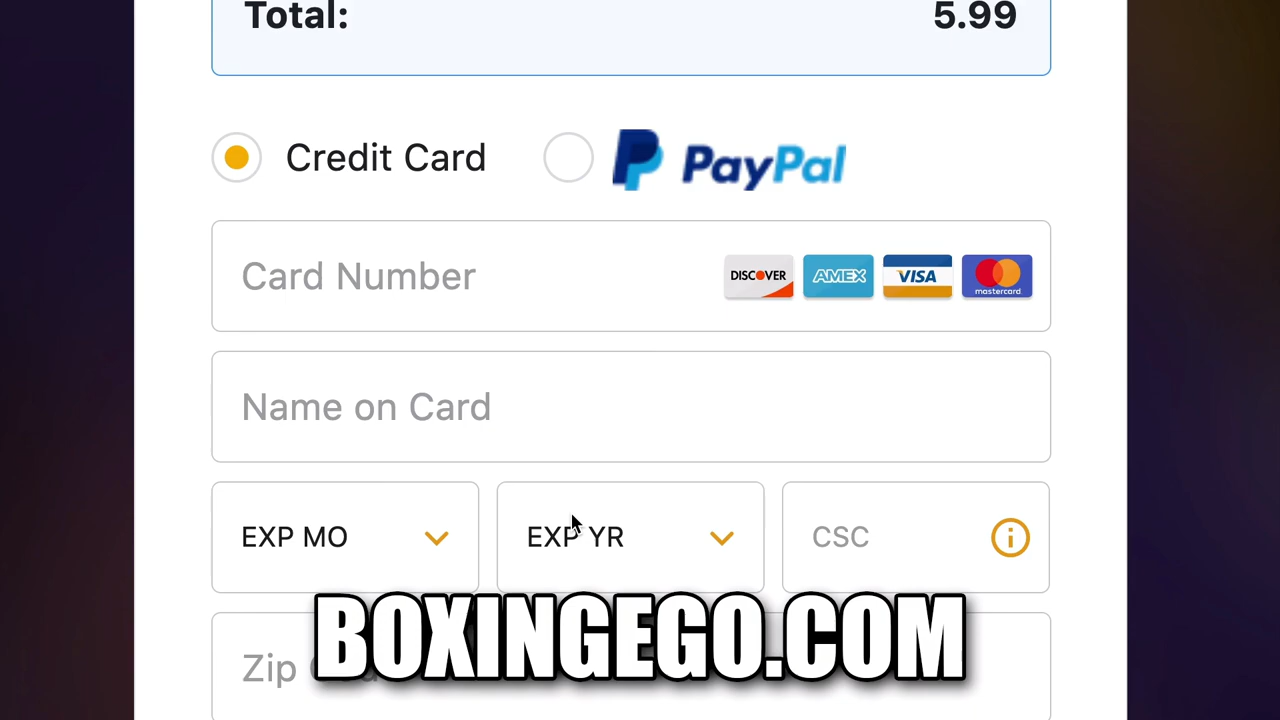 Total: 5.99
Credit Card PayPal
Card Number DISCOVER AMEX VISA mastercard
Name on Card
EXP MO EXP YR CSC
BOXINGEGO.COM
Zip